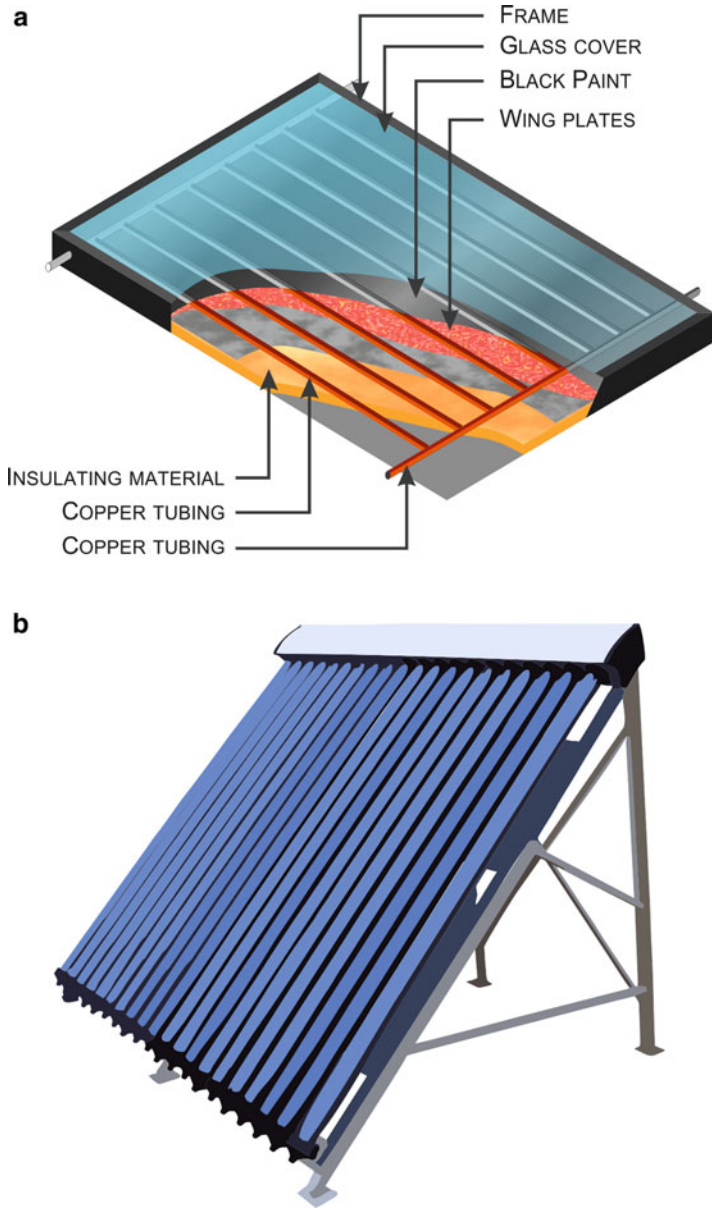 a
FRAME
GLASS COVER
BLACK PAINT
WING PLATES
INSULATING MATERIAL
COPPER TUBING
COPPER TUBING
b